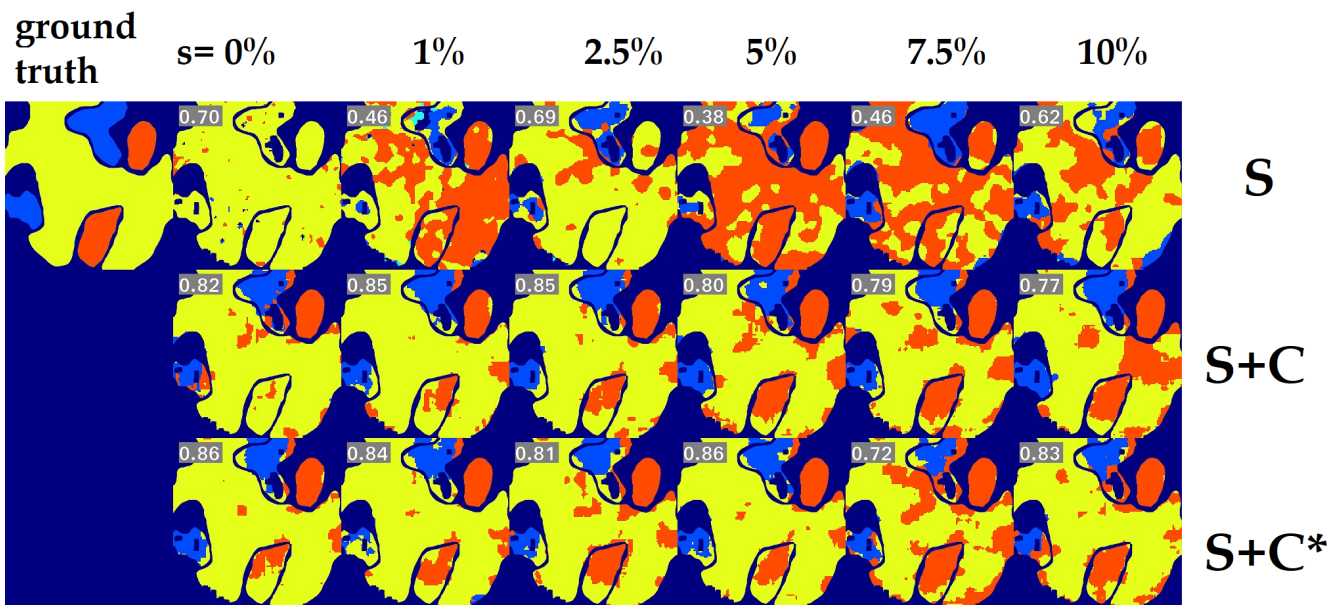 ground
truth
s= 0% 1% 2.5% 5% 7.5% 10%
0.70 0.46 0.69 0.38 0.46 0.62
S
0.82 0.85 0.85 0.80 0.79 0.77
S+C
0.86 0.84 0.81 0.86 0.72 0.83
S+C*